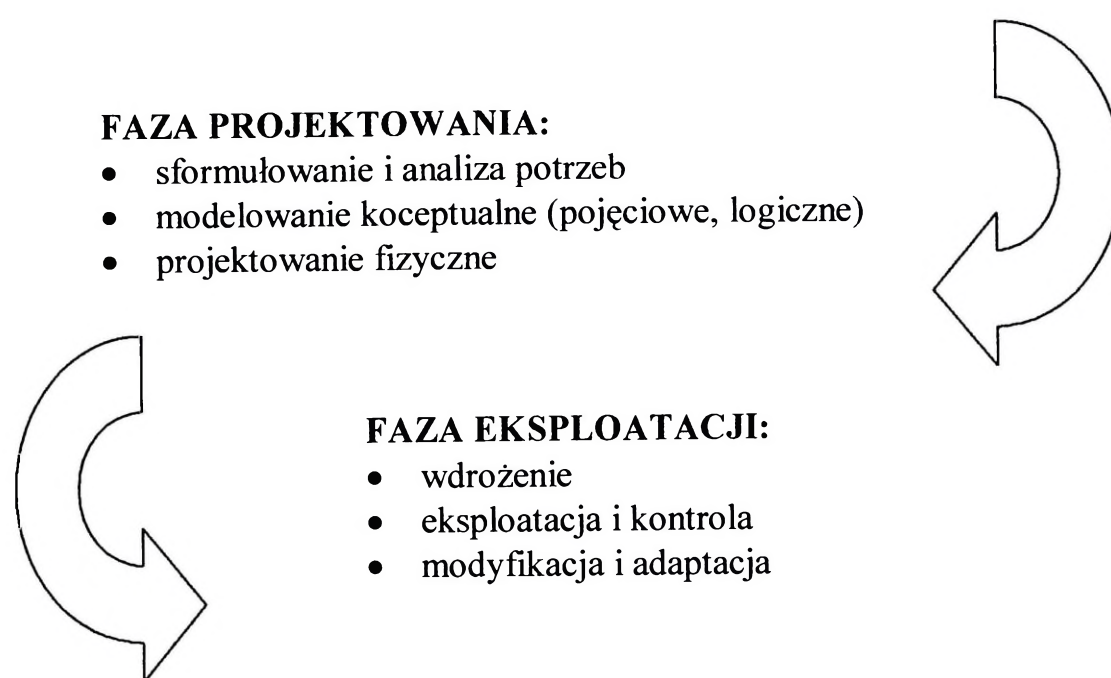 FAZA PROJEKTOWANIA:
• sformułowanie i analiza potrzeb
• modelowanie koceptualne (pojęciowe, logiczne)
• projektowanie fizyczne
FAZA EKSPLOATACJI:
• wdrożenie
• eksploatacja i kontrola
• modyfikacja i adaptacja